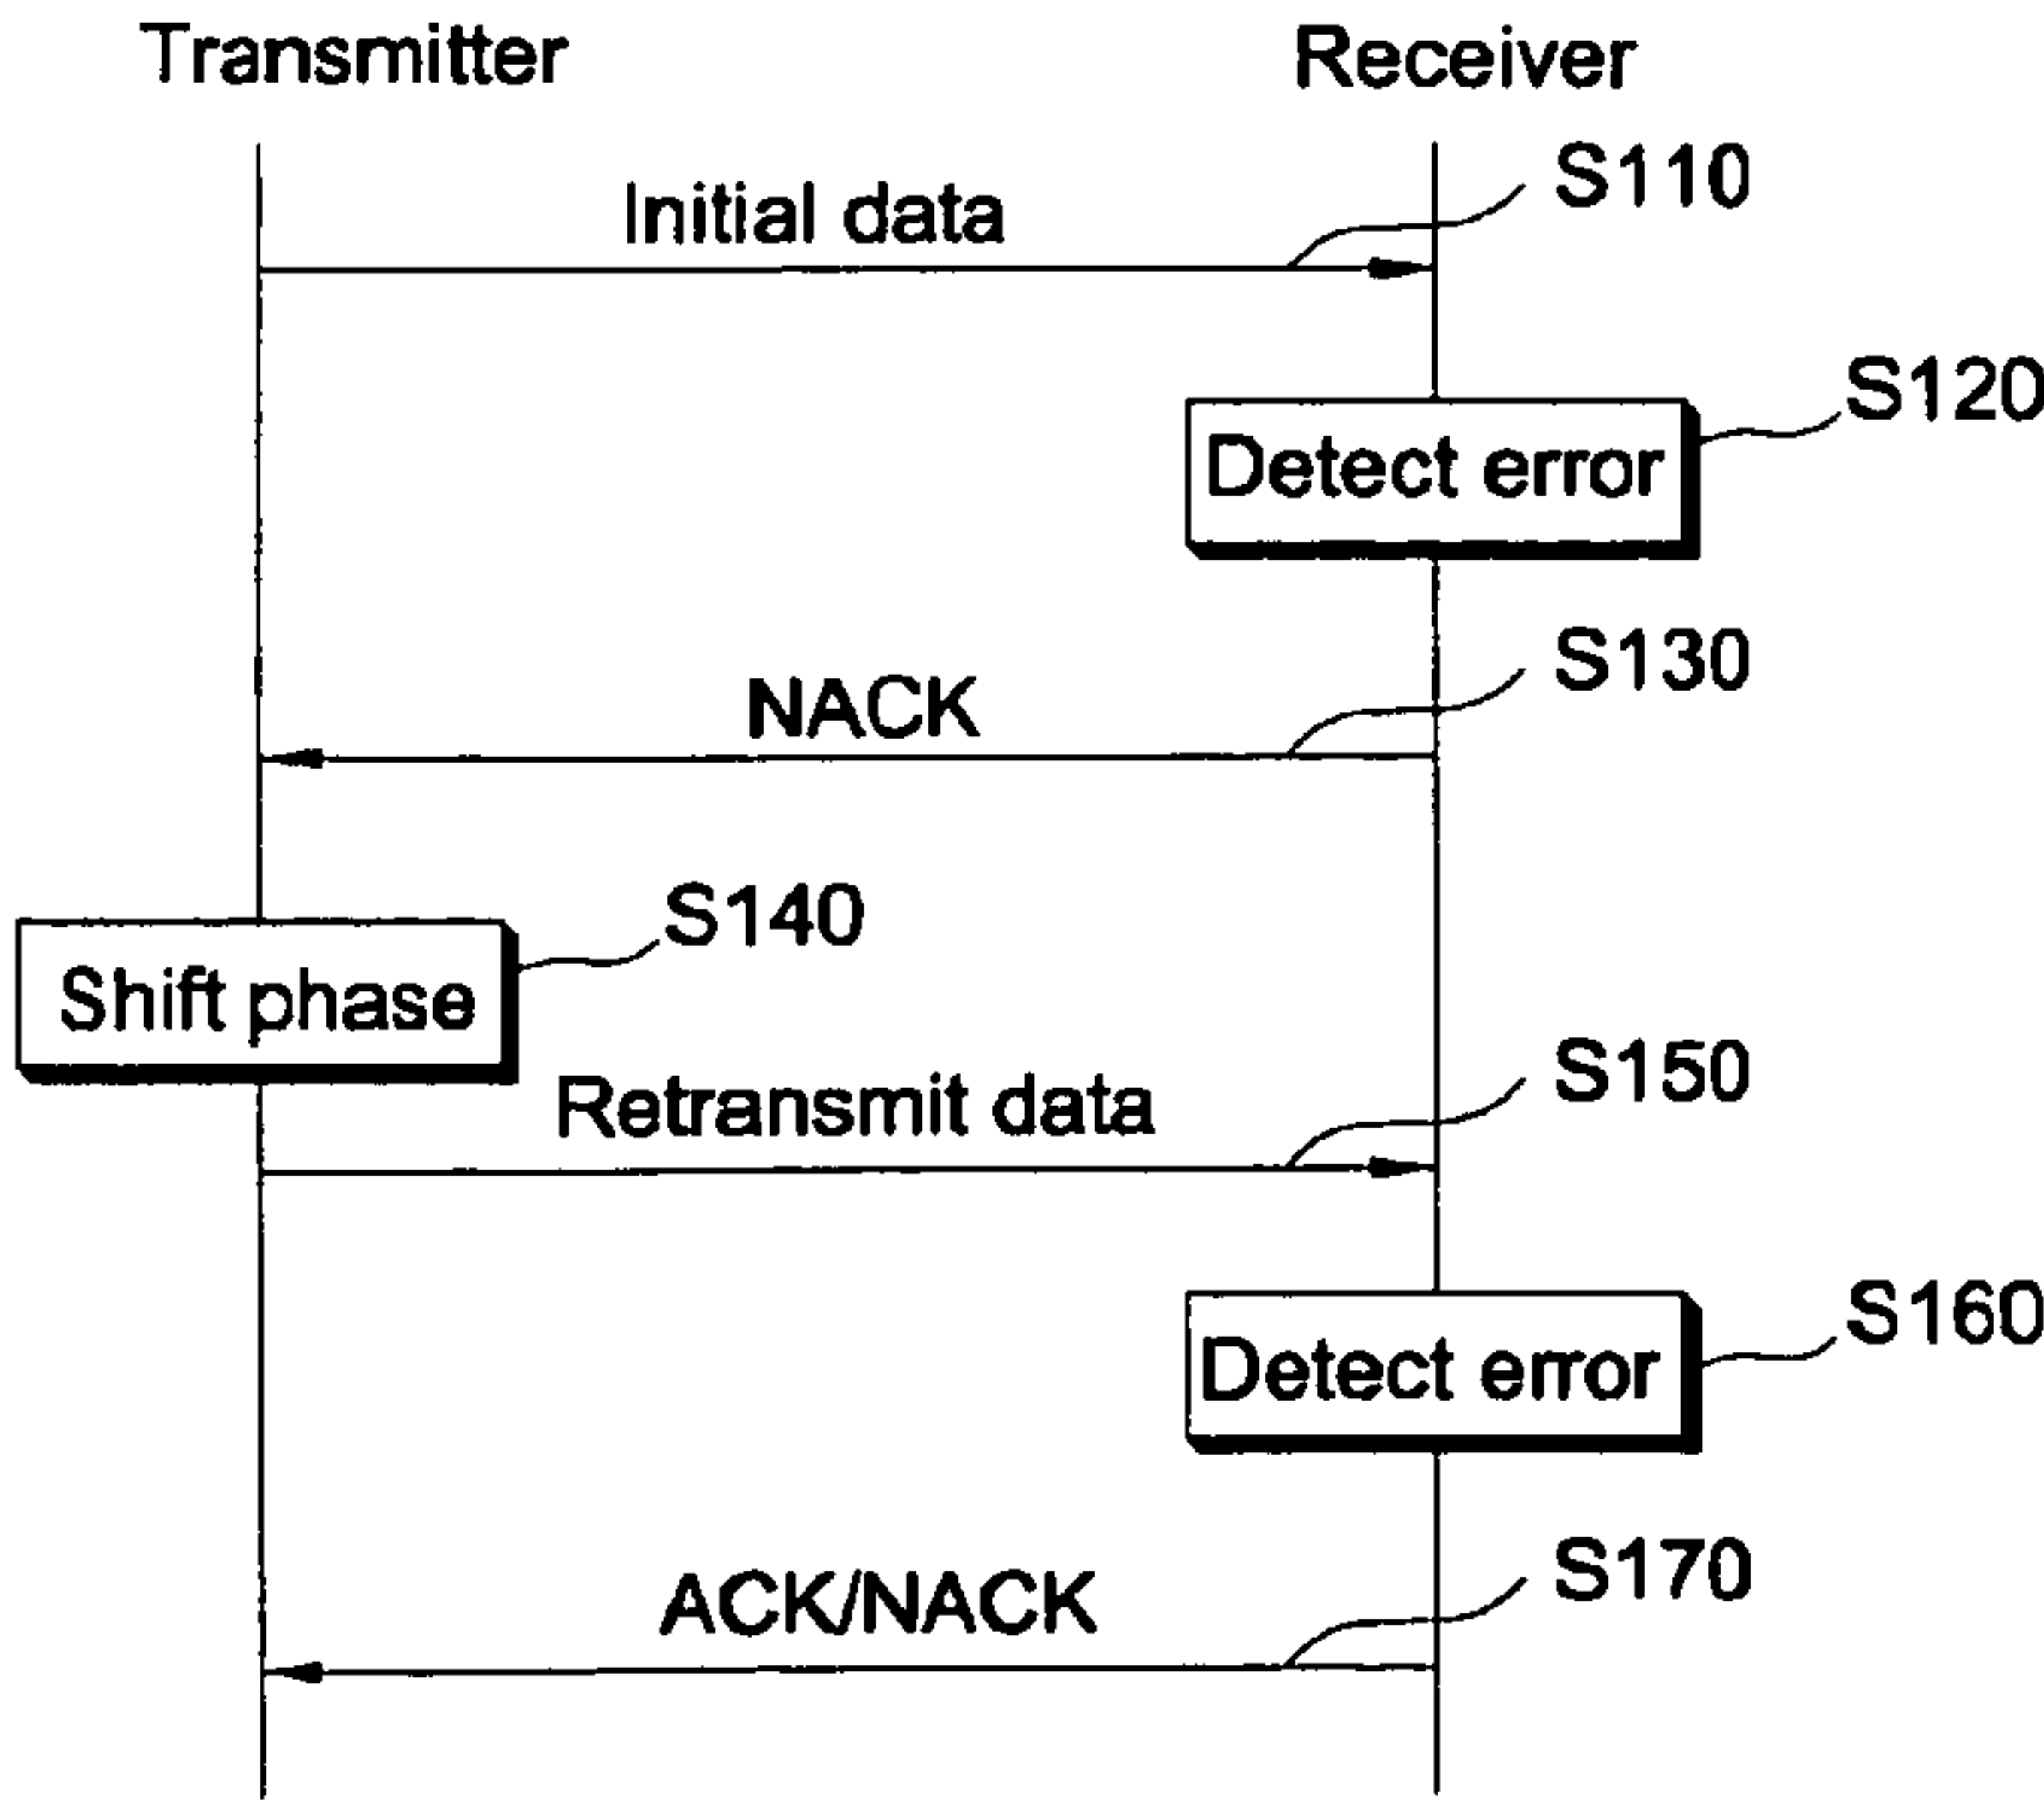 Transmitter
Receiver
S110
Initial data
S120
Detect error
S130
NACK
S140
Shift phase
S150
Retransmit data
S160
Detect error
S170
ACK/NACK